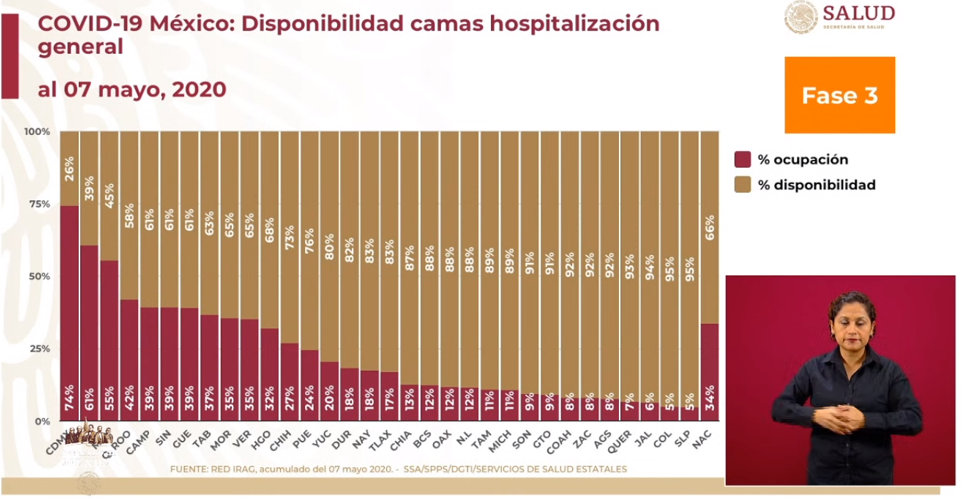 COVID-19 México: Disponibilidad camas hospitalización
general
al 07 mayo, 2020
SALUD
SECRETARÍA DE SALUD
Fase 3
% ocupación
% disponibilidad
100%
75%
50%
25%
0%
26% 39% 45% 58% 61% 61% 61% 63% 65% 65% 68% 73% 76% 80% 82% 83% 83% 87% 88% 88% 88% 89% 89% 91% 91% 92% 92% 92% 93% 94% 95% 95% 66%
74% 61% 55% 42% 39% 39% 39% 37% 35% 35% 32% 27% 24% 20% 18% 18% 17% 13% 12% 12% 12% 11% 11% 9% 9% 8% 8% 8% 7% 6% 5% 5% 34%
CDMX ROO CAMP SIN GUE TAB MOR VER HGO CHIH PUE YUC DUR NAY TLAX CHIA BCS OAX N.L TAM MICH SON GTO COAH ZAC AGS QUER JAL COL SLP NAC
FUENTE: RED IRAG, acumulado del 07 mayo 2020. - SSA/SPPS/DGTI/SERVICIOS DE SALUD ESTATALES